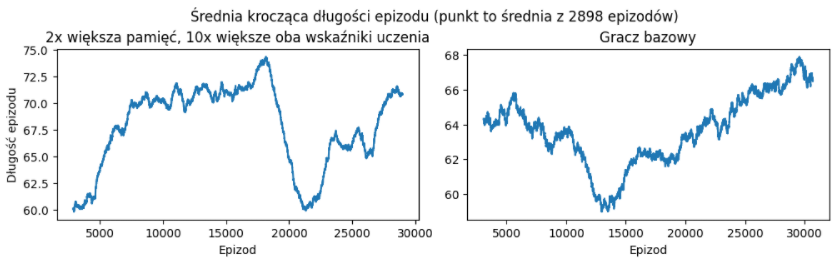 Średnia krocząca długości epizodu (punkt to średnia z 2898 epizodów)
2x większa pamięć, 10x większe oba wskaźniki uczenia
Długość epizodu
75.0
72.5
70.0
67.5
65.0
62.5
60.0
5000 10000 15000 20000 25000 30000
Epizod
Gracz bazowy
68
66
64
62
60
5000 10000 15000 20000 25000 30000
Epizod